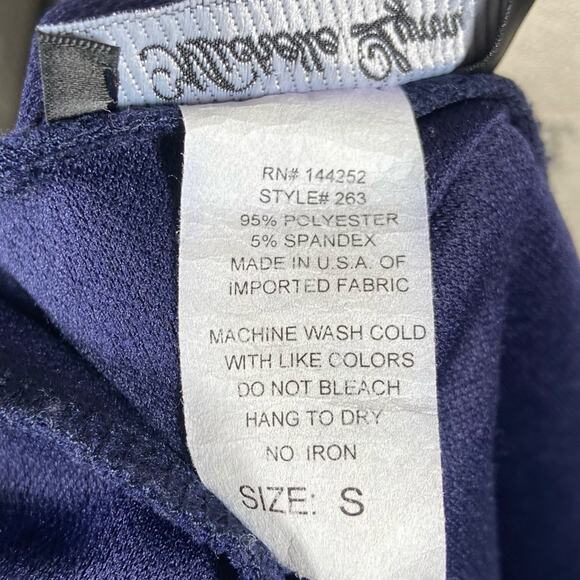 RN# 144252
STYLE# 263
95% POLYESTER
5% SPANDEX
MADE IN U.S.A. OF
IMPORTED FABRIC
MACHINE WASH COLD
WITH LIKE COLORS
DO NOT BLEACH
HANG TO DRY
NO IRON
SIZE: S